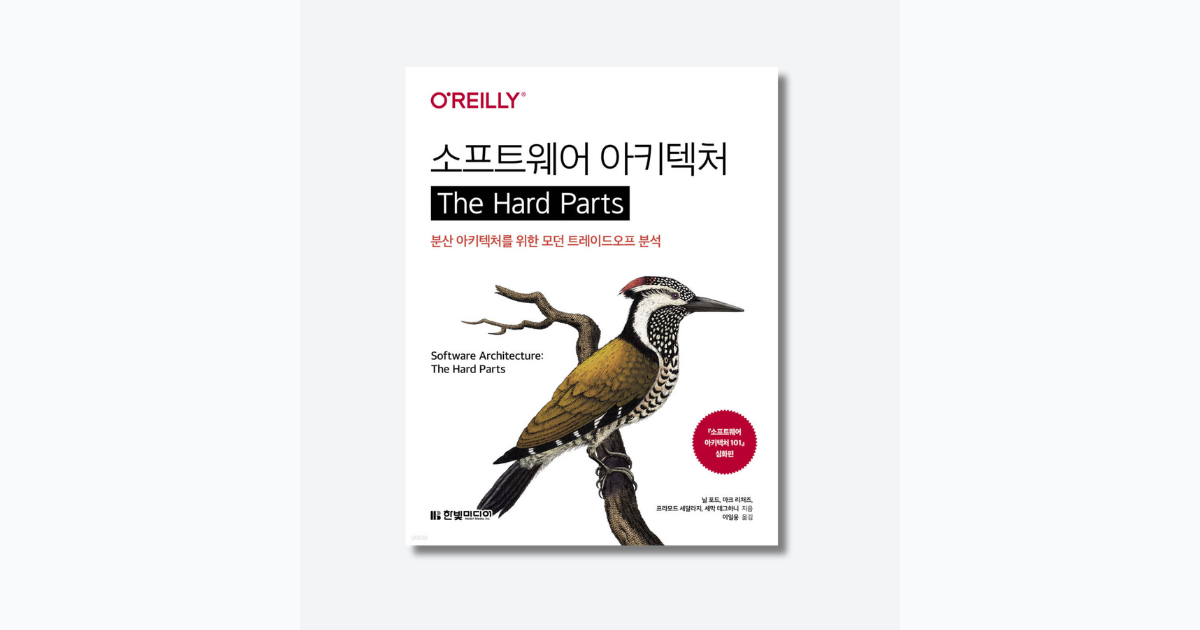 O'REILLY®
소프트웨어 아키텍처
The Hard Parts
분산 아키텍처를 위한 모던 트레이드오프 분석
Software Architecture:
The Hard Parts
『소프트웨어
아키텍처 101』
심화편
닐 포드, 마크 리처즈,
프라모드 세달라지, 세막 데그하니 지음
이일웅 옮김
한빛미디어